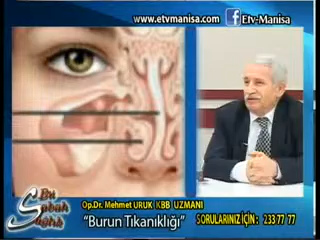 www.etvmanisa.com f Etv-Manisa
Bu
Sabah
Sağlık
Op.Dr. Mehmet URUK KBB UZMANI
"Burun Tıkanıklığı" SORULARINIZ İÇİN : 233 77 77